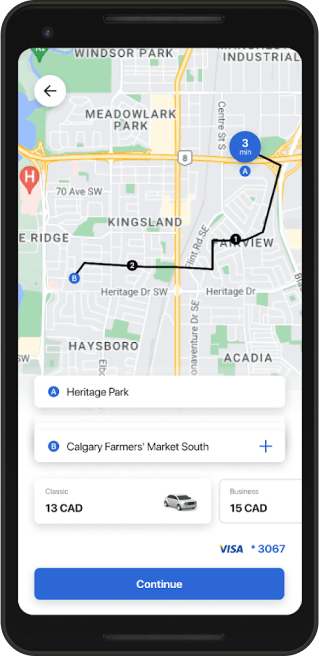 WINDSOR PARK
INDUSTRIAL
MEADOWLARK
PARK
Centre St S
3
min
8
A
H
70 Ave SW
KINGSLAND
E RIDGE
Flint Rd SE
1
2
B
Heritage Dr SW
Heritage Dr
HAYSBORO
ACADIA
A Heritage Park
B Calgary Farmers' Market South +
Classic
13 CAD
Business
15 CAD
VISA * 3067
Continue